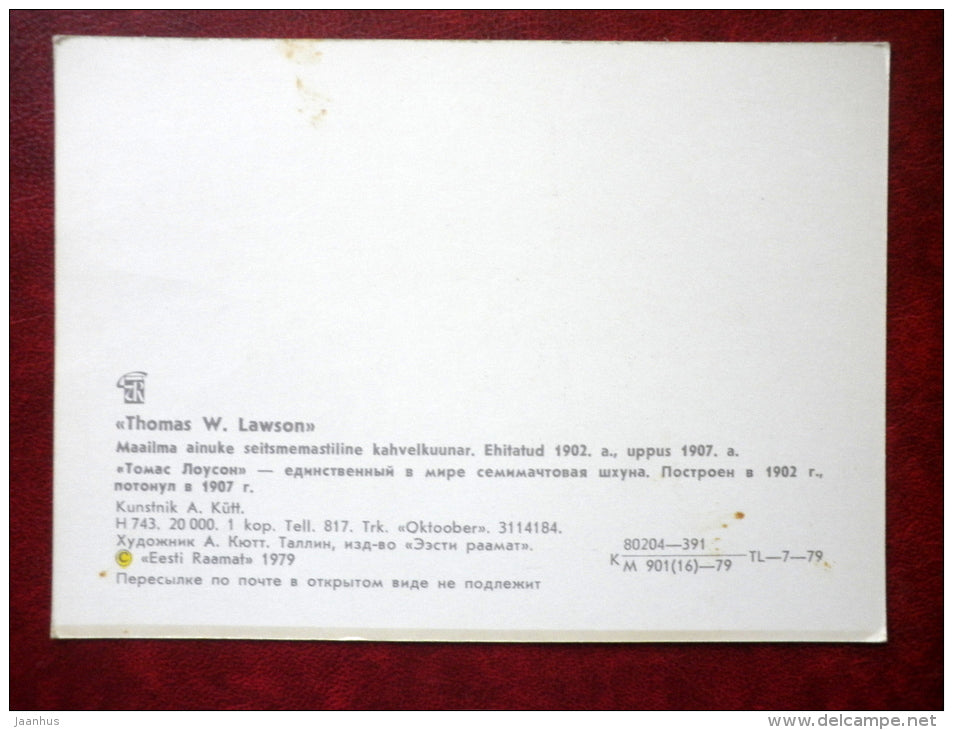 «Thomas W. Lawson»
Maailma ainuke seitsmemastiline kahvelkuunar. Ehitatud 1902. a., uppus 1907. a.
«Томас Лоусон» — единственный в мире семимачтовая шхуна. Построен в 1902 г.,
потонул в 1907 г.
Kunstnik A. Kütt.
H 743. 20 000. 1 kop. Tell. 817. Trk. «Oktoober». 3114184.
Художник А. Кютт. Таллин, изд-во «Ээсти раамат».
© «Eesti Raamat» 1979
Пересылке по почте в открытом виде не подлежит
К 80204—391 TL—7—79
М 901(16)—79
jaanhus
www.delcampe.net